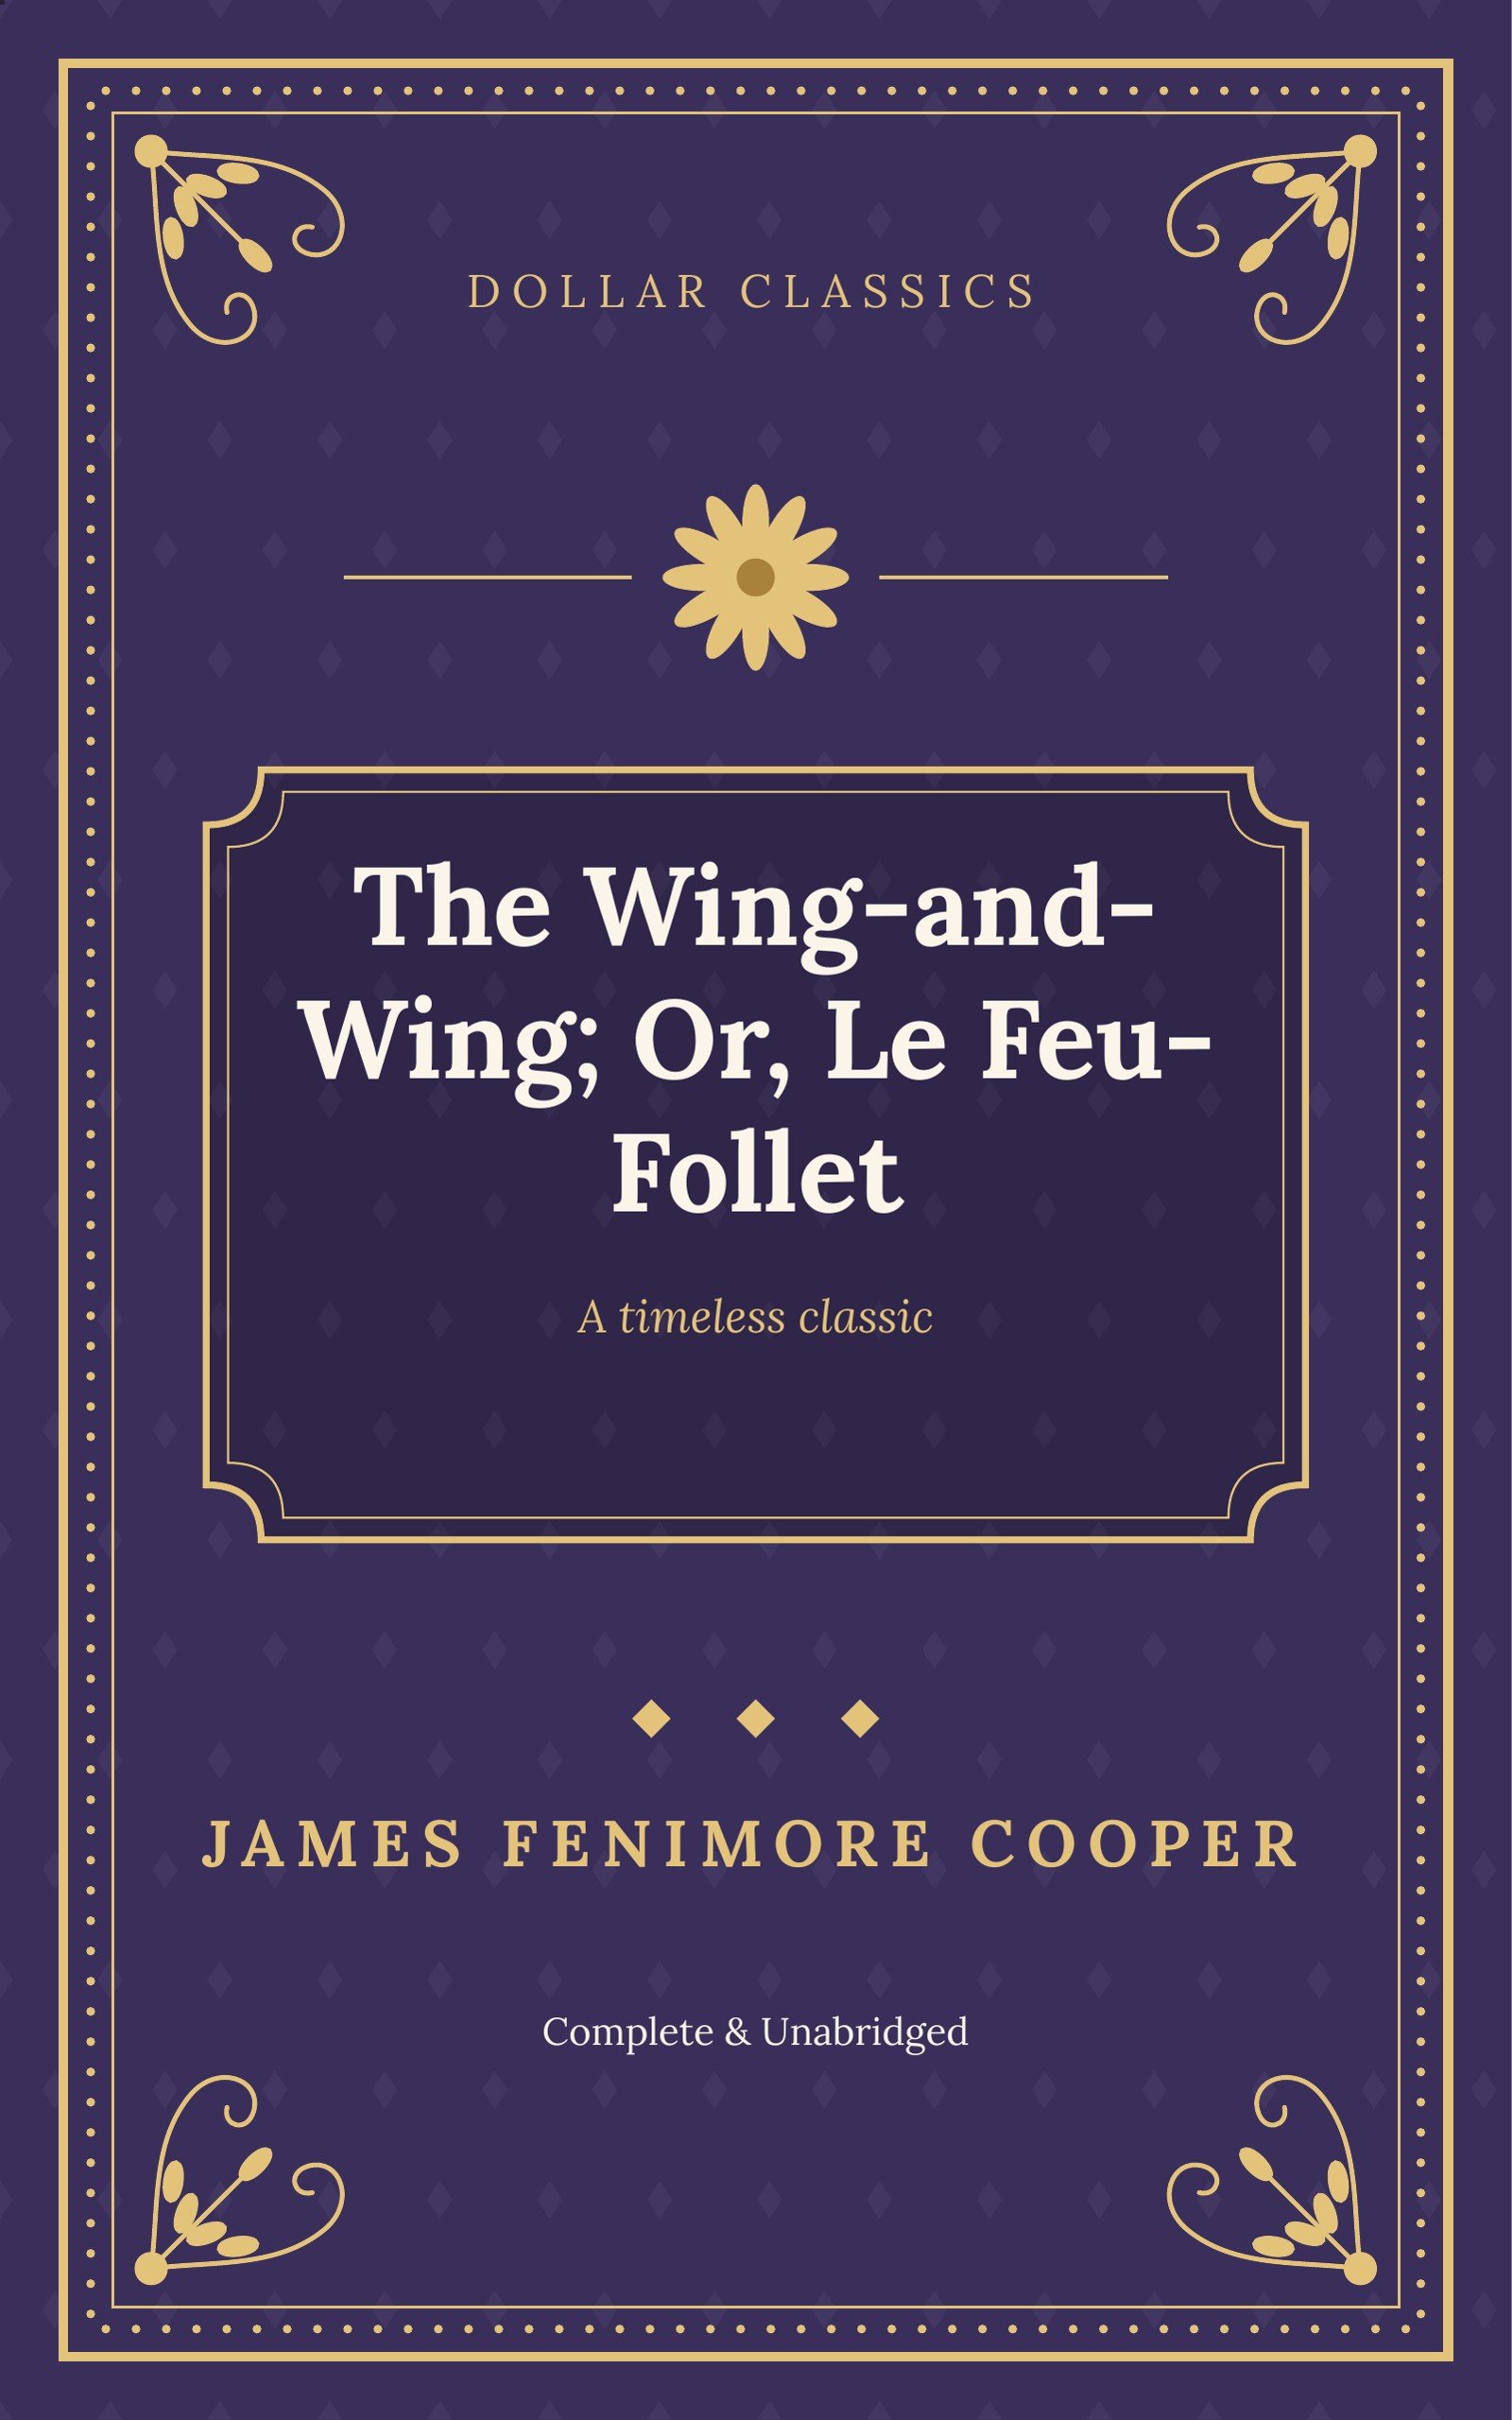 DOLLAR CLASSICS
The Wing-and-
Wing; Or, Le Feu-
Follet
A timeless classic
JAMES FENIMORE COOPER
Complete & Unabridged